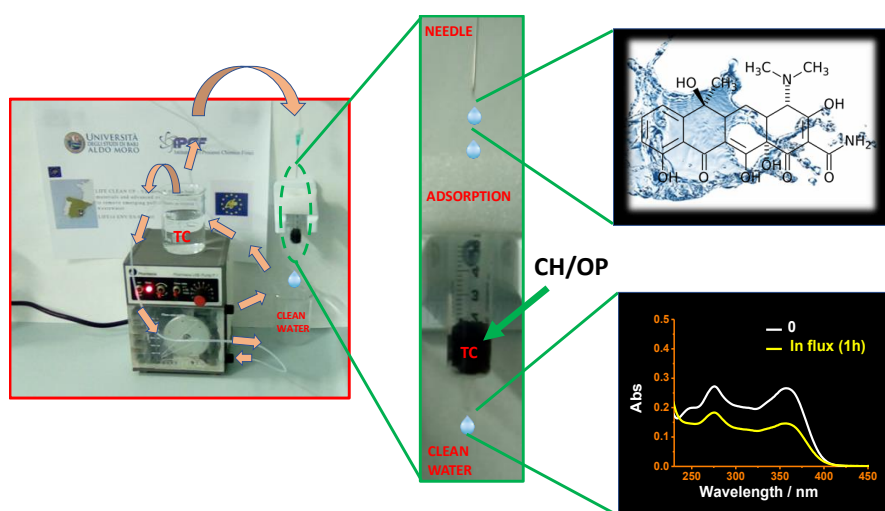 UNIVERSITÀ
DEGLI STUDI DI BARI
ALDO MORO
IPCF
TC
CLEAN
WATER
NEEDLE
ADSORPTION
CH/OP
TC
CLEAN
WATER
HO
CH3
H3C
CH3
N
OH
NH2
OH
O
OH
OH
O
O
0.5
0.4
0.3
0.2
0.1
0.0
Abs
0
In flux (1h)
250
300
350
400
450
Wavelength / nm